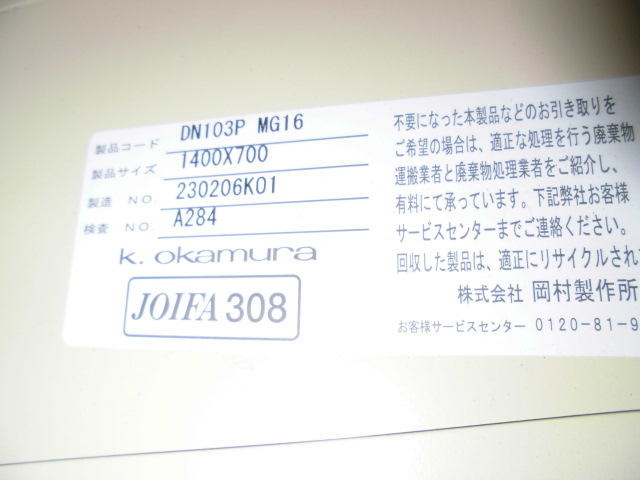 製品コード DN103P MG16
製品サイズ 1400X700
製造 NO. 230206K01
検査 NO. A284
k. okamura
JOIFA 308
不要になった本製品などのお引き取りを
ご希望の場合は、適正な処理を行う廃棄物
運搬業者と廃棄物処理業者をご紹介し、
有料にて承っています。下記弊社お客様
サービスセンターまでご連絡ください。
回収した製品は、適正にリサイクルされ
株式会社 岡村製作所
お客様サービスセンター 0120-81-9